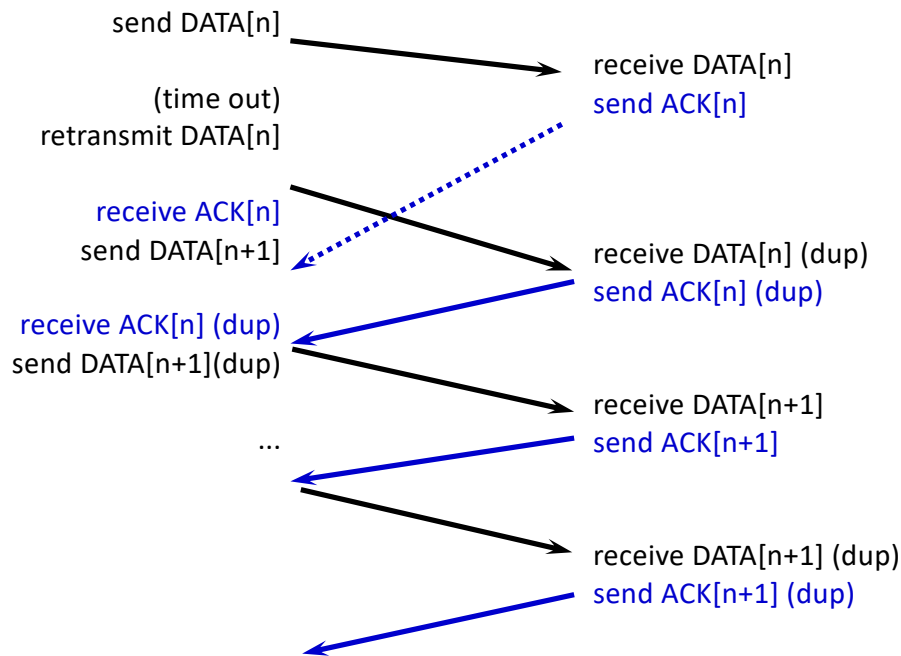 send DATA[n]
(time out)
retransmit DATA[n]
receive ACK[n]
send DATA[n+1]
receive ACK[n] (dup)
send DATA[n+1](dup)
...
receive DATA[n]
send ACK[n]
receive DATA[n] (dup)
send ACK[n] (dup)
receive DATA[n+1]
send ACK[n+1]
receive DATA[n+1] (dup)
send ACK[n+1] (dup)